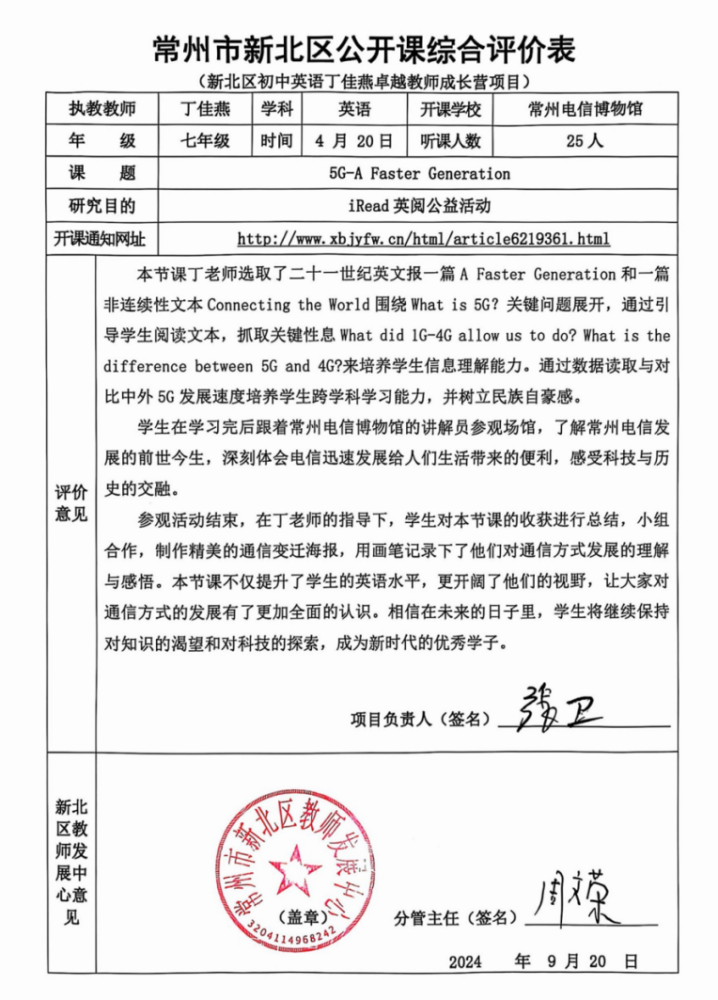 常州市新北区公开课综合评价表
（新北区初中英语丁佳燕卓越教师成长营项目）
执教教师 丁佳燕 学科 英语 开课学校 常州电信博物馆
年 级 七年级 时间 4 月 20 日 听课人数 25 人
课 题 5G-A Faster Generation
研究目的 iRead 英阅公益活动
开课通知网址 http://www.xbjyfw.cn/html/article6219361.html
评价
意见
本节课丁老师选取了二十一世纪英文报一篇 A Faster Generation 和一篇
非连续性文本 Connecting the World 围绕 What is 5G? 关键问题展开，通过引
导学生阅读文本，抓取关键性息 What did 1G-4G allow us to do? What is the
difference between 5G and 4G?来培养学生信息理解能力。通过数据读取与对
比中外 5G 发展速度培养学生跨学科学习能力，并树立民族自豪感。
学生在学习完后跟着常州电信博物馆的讲解员参观场馆，了解常州电信发
展的前世今生，深刻体会电信迅速发展给人们生活带来的便利，感受科技与历
史的交融。
参观活动结束，在丁老师的指导下，学生对本节课的收获进行总结，小组
合作，制作精美的通信变迁海报，用画笔记录下了他们对通信方式发展的理解
与感悟。本节课不仅提升了学生的英语水平，更开阔了他们的视野，让大家对
通信方式的发展有了更加全面的认识。相信在未来的日子里，学生将继续保持
对知识的渴望和对科技的探索，成为新时代的优秀学子。
项目负责人（签名） 张卫
新北
区教
师发
展中
心意
见
常州市新北区教师发展中心
（盖章）
3204114968242
分管主任（签名） 周文荣
2024 年 9 月 20 日